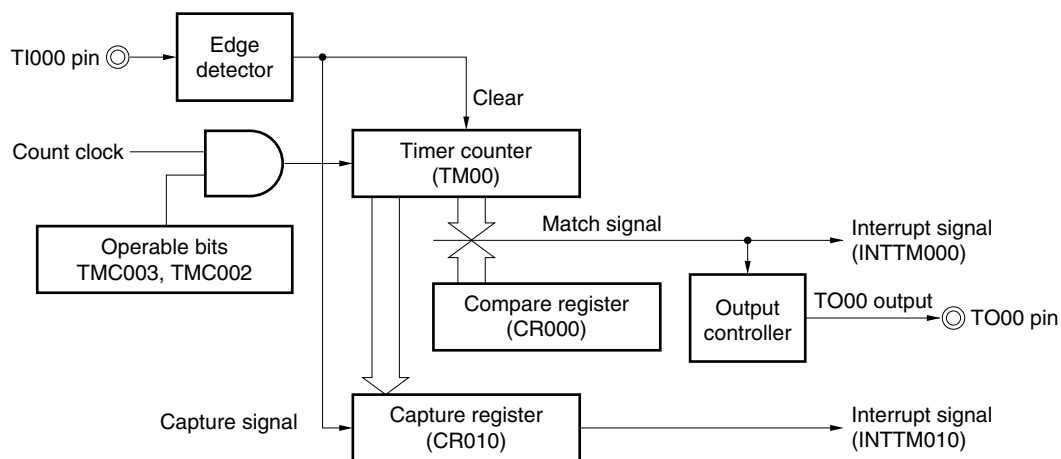 TI000 pin
Edge
detector
Clear
Count clock
Timer counter
(TM00)
Operable bits
TMC003, TMC002
Match signal
Interrupt signal
(INTTM000)
Compare register
(CR000)
Output
controller
TO00 output
TO00 pin
Capture signal
Capture register
(CR010)
Interrupt signal
(INTTM010)